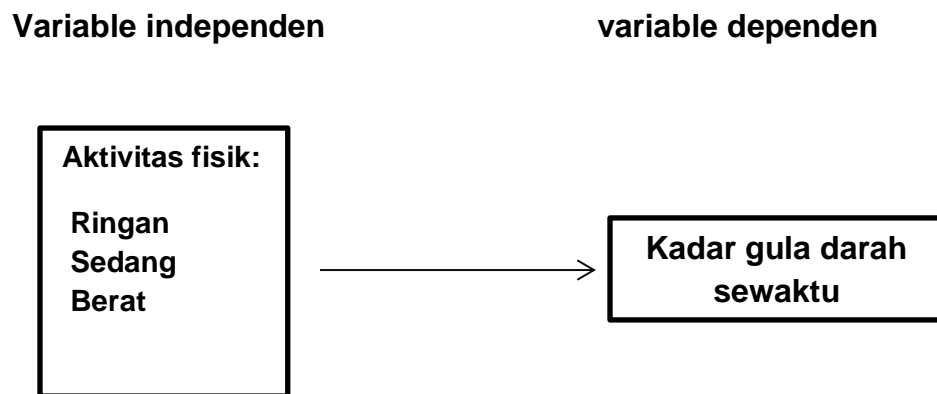 Variable independen
variable dependen
Aktivitas fisik:
Ringan
Sedang
Berat
Kadar gula darah
sewaktu